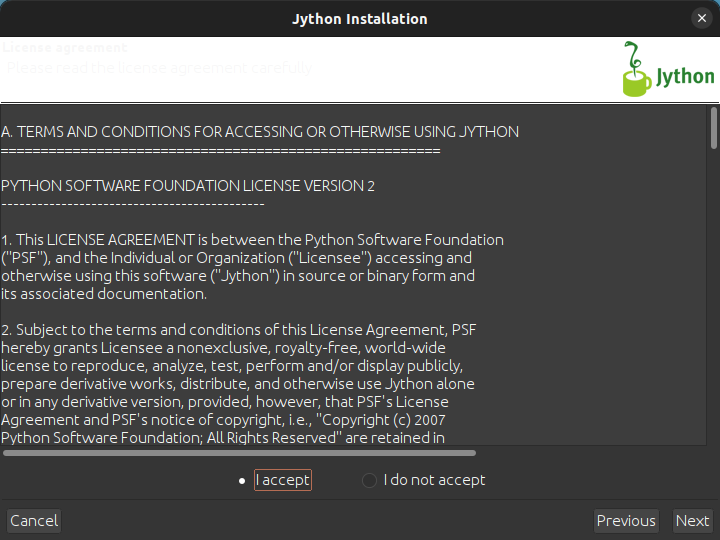 Jython Installation
License agreement
Please read the license agreement carefully
Jython
A. TERMS AND CONDITIONS FOR ACCESSING OR OTHERWISE USING JYTHON
=======================================================
PYTHON SOFTWARE FOUNDATION LICENSE VERSION 2
--------------------------------------------
1. This LICENSE AGREEMENT is between the Python Software Foundation
("PSF"), and the Individual or Organization ("Licensee") accessing and
otherwise using this software ("Jython") in source or binary form and
its associated documentation.
2. Subject to the terms and conditions of this License Agreement, PSF
hereby grants Licensee a nonexclusive, royalty-free, world-wide
license to reproduce, analyze, test, perform and/or display publicly,
prepare derivative works, distribute, and otherwise use Jython alone
or in any derivative version, provided, however, that PSF's License
Agreement and PSF's notice of copyright, i.e., "Copyright (c) 2007
Python Software Foundation; All Rights Reserved" are retained in
I accept
I do not accept
Cancel
Previous
Next